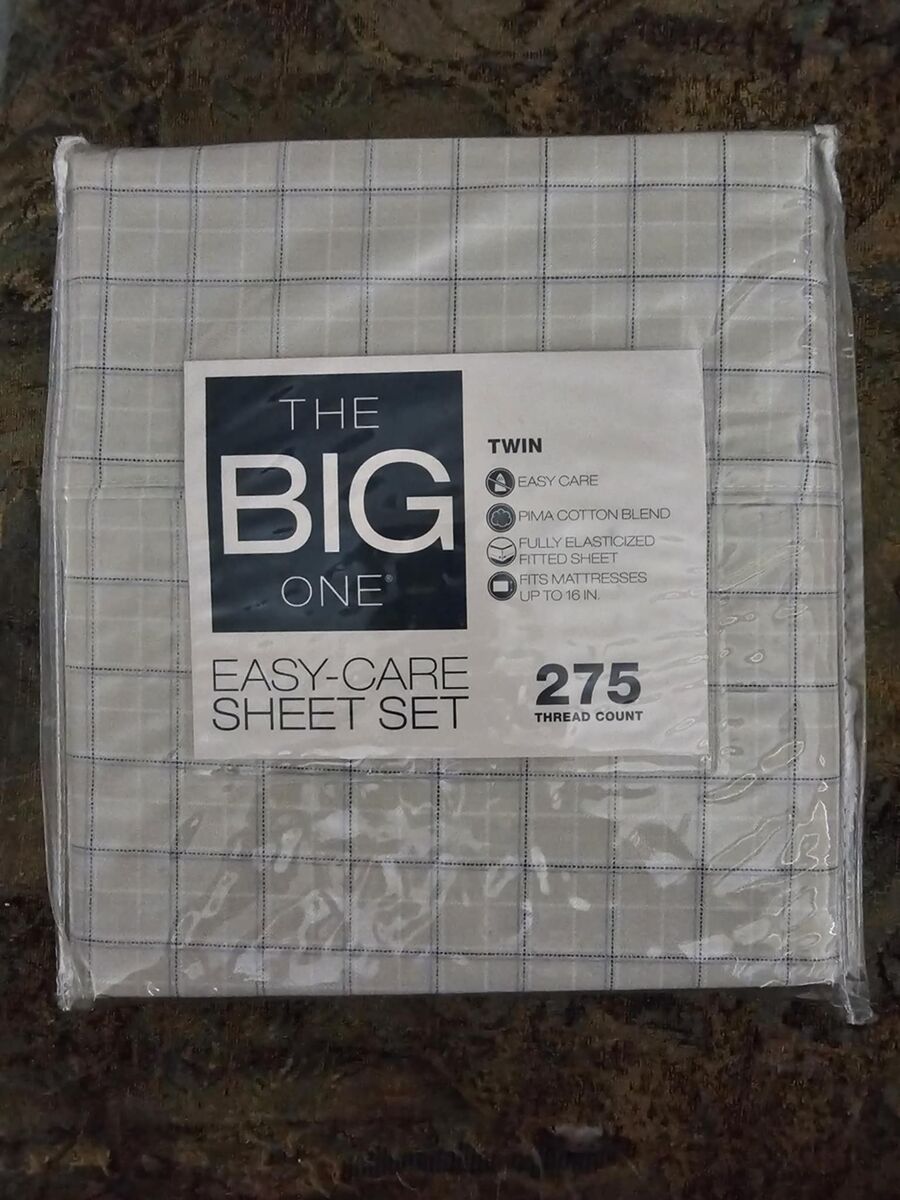 THE
BIG
ONE®
EASY-CARE
SHEET SET
TWIN
EASY CARE
PIMA COTTON BLEND
FULLY ELASTICIZED
FITTED SHEET
FITS MATTRESSES
UP TO 16 IN.
275
THREAD COUNT